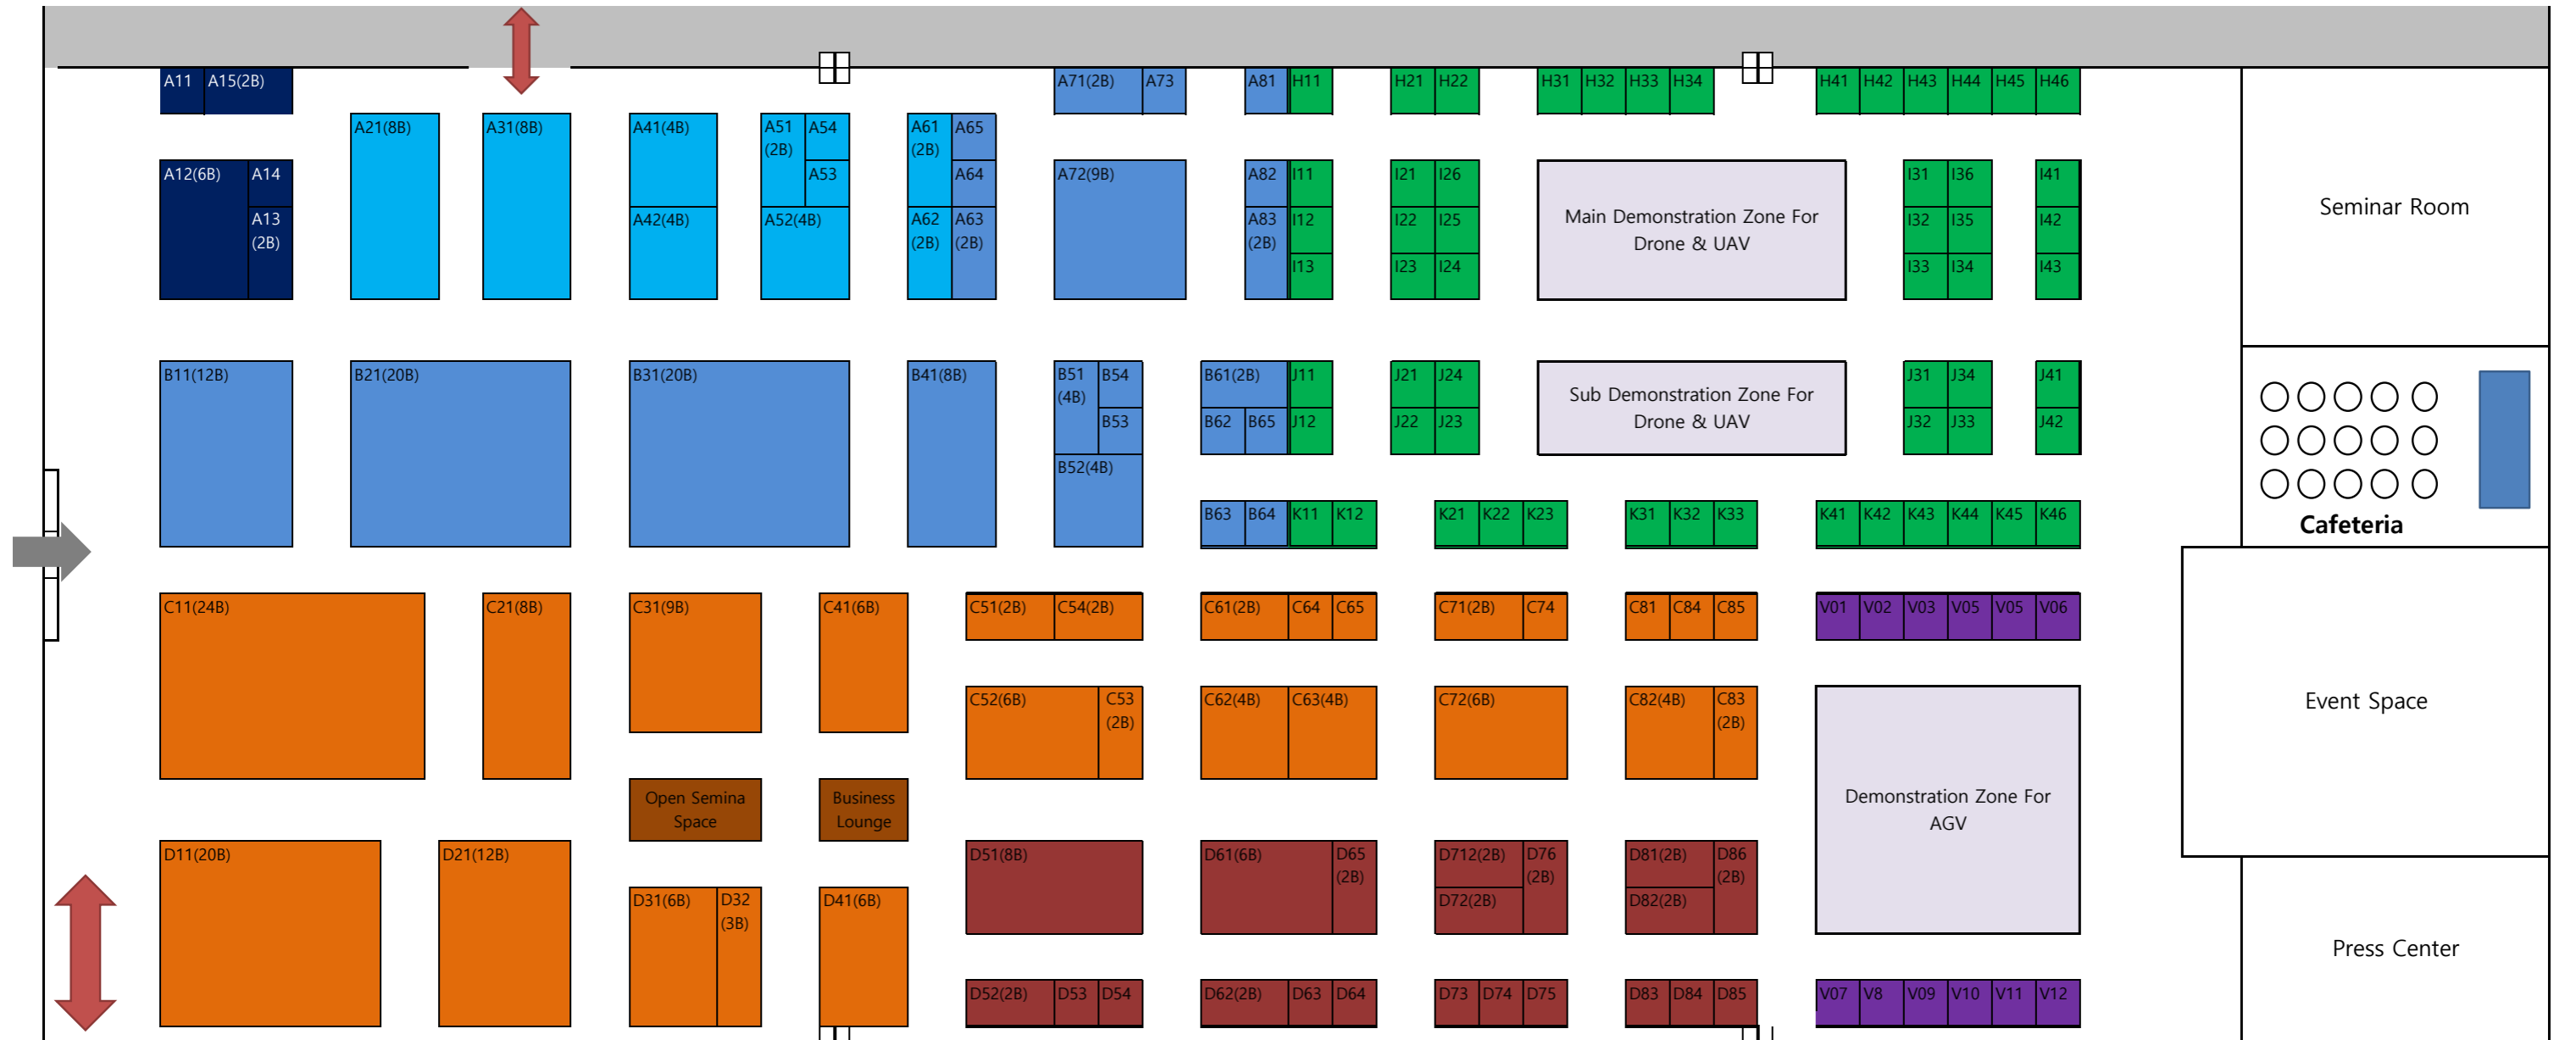 A11 A15(2B) A71(2B) A73 A81 H11 H21 H22 H31 H32 H33 H34 H41 H42 H43 H44 H45 H46
A21(8B) A31(8B) A41(4B) A51 A54 A61 A65
(2B) (2B)
A12(6B) A14 A53 A64 A72(9B) A82 I11 I21 I26 I31 I36 I41
Main Demonstration Zone For
Drone & UAV
Seminar Room
A13 A42(4B) A52(4B) A62 A63 A83 I12 I22 I25 I32 I35 I42
(2B) (2B) (2B) (2B)
I13 I23 I24 I33 I34 I43
B11(12B) B21(20B) B31(20B) B41(8B) B51 B54 B61(2B) J11 J21 J24 J31 J34 J41
(4B)
Sub Demonstration Zone For
Drone & UAV
B53 B62 B65 J12 J22 J23 J32 J33 J42
B52(4B)
B63 B64 K11 K12 K21 K22 K23 K31 K32 K33 K41 K42 K43 K44 K45 K46
Cafeteria
C11(24B) C21(8B) C31(9B) C41(6B) C51(2B) C54(2B) C61(2B) C64 C65 C71(2B) C74 C81 C84 C85 V01 V02 V03 V05 V05 V06
C52(6B) C53 C62(4B) C63(4B) C72(6B) C82(4B) C83
(2B) (2B)
Event Space
Open Semina
Space
Business
Lounge
Demonstration Zone For
AGV
D11(20B) D21(12B) D51(8B) D61(6B) D65 D712(2B) D76 D81(2B) D86
(2B) (2B) (2B)
D31(6B) D32 D41(6B) D72(2B) D82(2B)
(3B)
Press Center
D52(2B) D53 D54 D62(2B) D63 D64 D73 D74 D75 D83 D84 D85 V07 V8 V09 V10 V11 V12